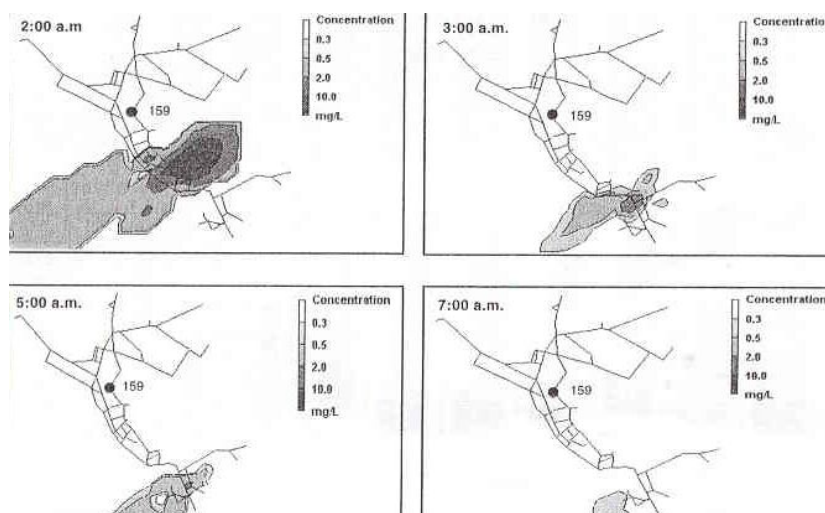 2:00 a.m
Concentration
0.3
0.5
2.0
10.0
mg/L
159
3:00 a.m.
Concentration
0.3
0.5
2.0
10.0
mg/L
159
5:00 a.m.
Concentration
0.3
0.5
2.0
10.0
mg/L
159
7:00 a.m.
Concentration
0.3
0.5
2.0
10.0
mg/L
159